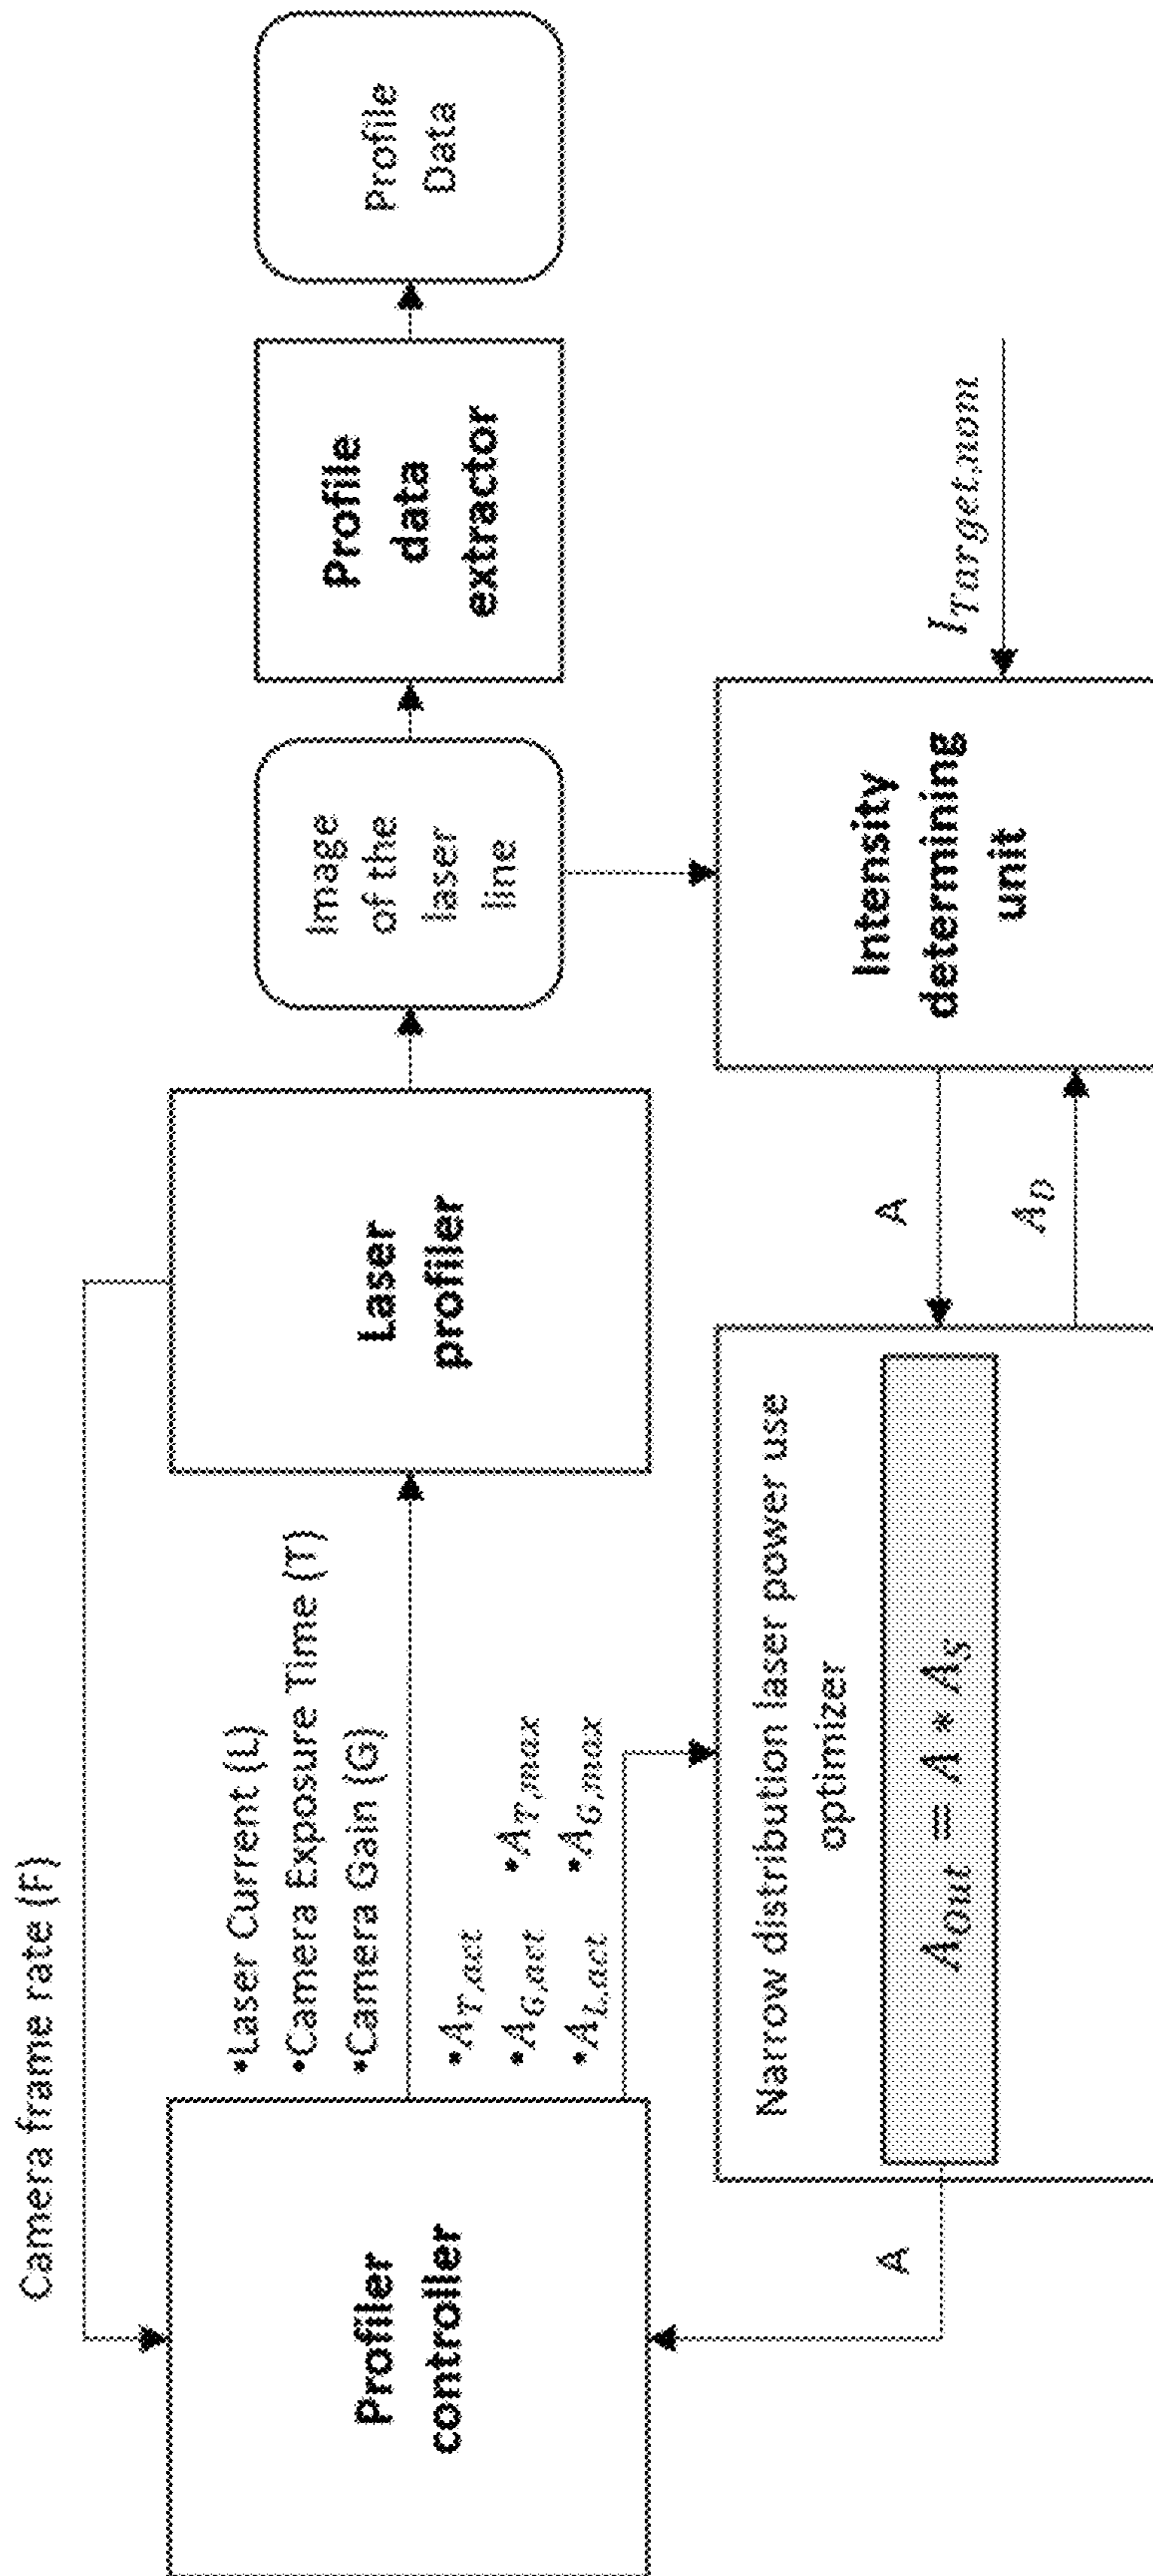 Camera frame rate (F)
Profiler
controller
•Laser Current (L)
•Camera Exposure Time (T)
•Camera Gain (G)
•A_{T,act}
•A_{G,act}
•A_{L,act}
•A_{T,max}
•A_{G,max}
Laser
profiler
Image
of the
laser
line
Profile
data
extractor
Profile
Data
A
Narrow distribution laser power use
optimizer
A_{Out} = A * A_S
A
A_D
Intensity
determining
unit
I_{Target,nom}